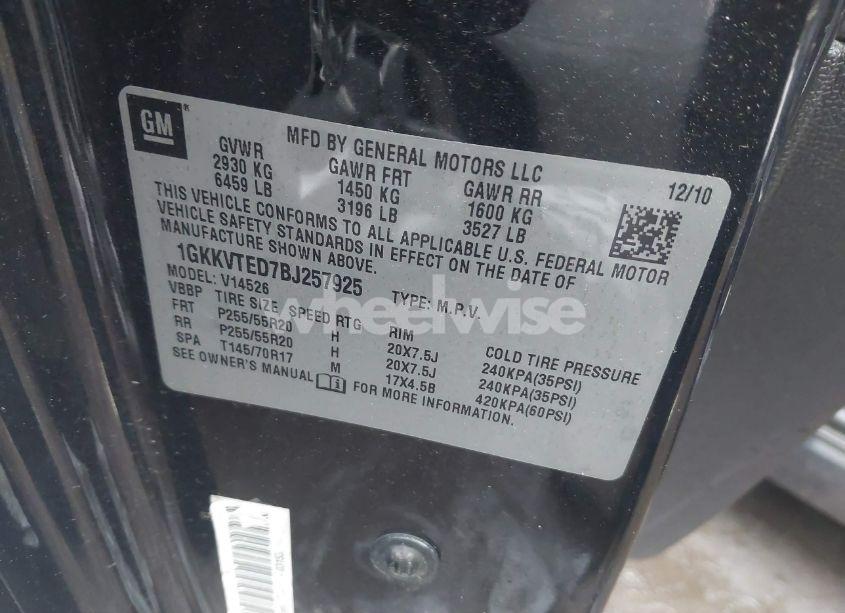 GM
MFD BY GENERAL MOTORS LLC
12/10
GVWR GAWR FRT GAWR RR
2930 KG 1450 KG 1600 KG
6459 LB 3196 LB 3527 LB
THIS VEHICLE CONFORMS TO ALL APPLICABLE U.S. FEDERAL MOTOR
VEHICLE SAFETY STANDARDS IN EFFECT ON THE DATE OF
MANUFACTURE SHOWN ABOVE.
1GKKVTED7BJ257925
MODEL: V14526 TYPE: M.P.V.
VBBP TIRE SIZE SPEED RTG RIM COLD TIRE PRESSURE
FRT P255/55R20 H 20X7.5J 240KPA(35PSI)
RR P255/55R20 H 20X7.5J 240KPA(35PSI)
SPA T145/70R17 M 17X4.5B 420KPA(60PSI)
SEE OWNER'S MANUAL FOR MORE INFORMATION.
wheelwise